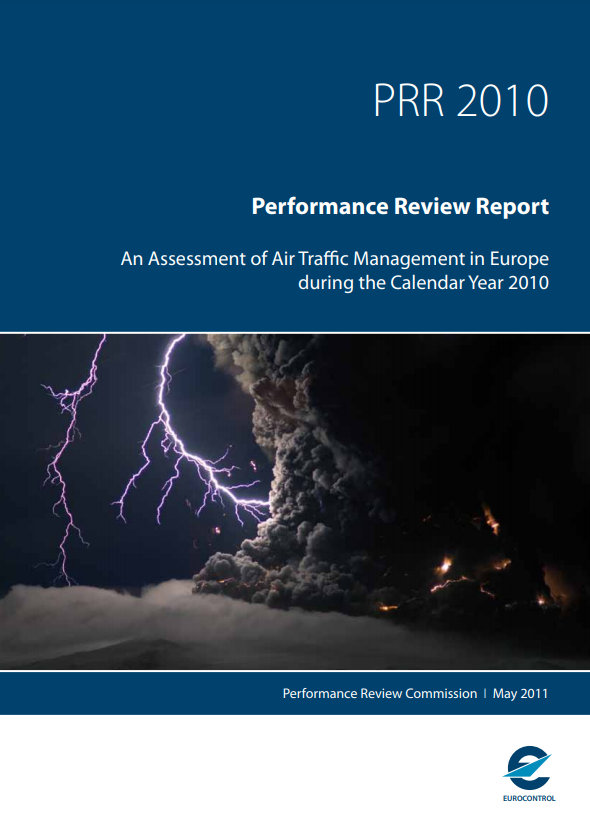 PRR 2010
Performance Review Report
An Assessment of Air Traffic Management in Europe
during the Calendar Year 2010
Performance Review Commission | May 2011
EUROCONTROL